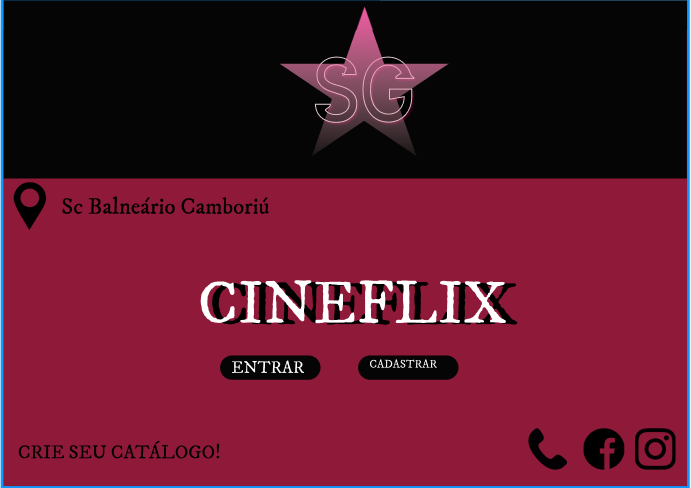 SG
Sc Balneário Camboriú
CINEFLIX
ENTRAR
CADASTRAR
CRIE SEU CATÁLOGO!